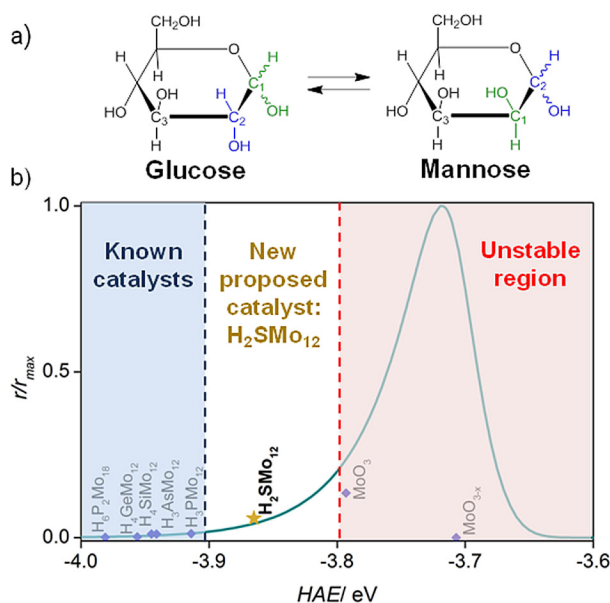 a)
CH₂OH
H
O
H
C₁
H
OH
HO
OH
C₃
H
C₂
H
OH
Glucose
CH₂OH
H
O
H
C₂
H
OH
HO
OH
C₃
H
HO
C₁
H
Mannose
b)
1.0
0.5
0.0
r/rmax
Known
catalysts
New
proposed
catalyst:
H₂SMo₁₂
Unstable
region
H₆P₂Mo₁₈
H₄GeMo₁₂
H₄SiMo₁₂
H₃AsMo₁₂
H₃PMo₁₂
H₂SMo₁₂
MoO₃
MoO₃₋ₓ
-4.0 -3.9 -3.8 -3.7 -3.6
HAE/ eV